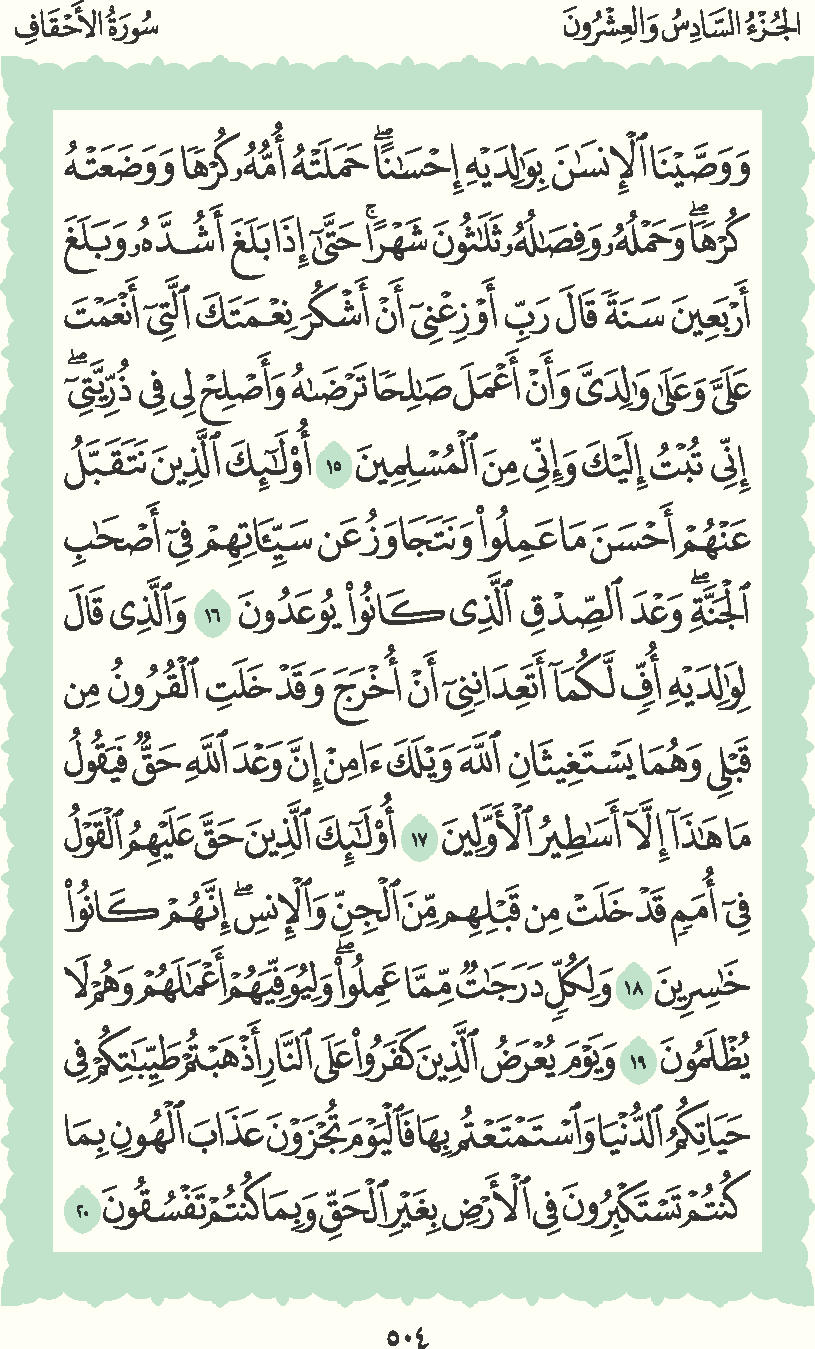 الجُزْءُ السَّادِسُ وَالعِشْرُونَ
سُورَةُ الأَحْقَافِ
وَوَصَّيْنَا ٱلْإِنسَٰنَ بِوَٰلِدَيْهِ إِحْسَٰنًاۖ حَمَلَتْهُ أُمُّهُۥ كُرْهًا وَوَضَعَتْهُ
كُرْهًاۖ وَحَمْلُهُۥ وَفِصَٰلُهُۥ ثَلَٰثُونَ شَهْرًاۚ حَتَّىٰٓ إِذَا بَلَغَ أَشُدَّهُۥ وَبَلَغَ
أَرْبَعِينَ سَنَةً قَالَ رَبِّ أَوْزِعْنِىٓ أَنْ أَشْكُرَ نِعْمَتَكَ ٱلَّتِىٓ أَنْعَمْتَ
عَلَىَّ وَعَلَىٰ وَٰلِدَىَّ وَأَنْ أَعْمَلَ صَٰلِحًا تَرْضَىٰهُ وَأَصْلِحْ لِى فِى ذُرِّيَّتِىٓۖ
إِنِّى تُبْتُ إِلَيْكَ وَإِنِّى مِنَ ٱلْمُسْلِمِينَ ١٥ أُو۟لَٰٓئِكَ ٱلَّذِينَ نَتَقَبَّلُ
عَنْهُمْ أَحْسَنَ مَا عَمِلُوا۟ وَنَتَجَاوَزُ عَن سَيِّـَٔاتِهِمْ فِىٓ أَصْحَٰبِ
ٱلْجَنَّةِۖ وَعْدَ ٱلصِّدْقِ ٱلَّذِى كَانُوا۟ يُوعَدُونَ ١٦ وَٱلَّذِى قَالَ
لِوَٰلِدَيْهِ أُفٍّ لَّكُمَآ أَتَعِدَانِنِىٓ أَنْ أُخْرَجَ وَقَدْ خَلَتِ ٱلْقُرُونُ مِن
قَبْلِى وَهُمَا يَسْتَغِيثَانِ ٱللَّهَ وَيْلَكَ ءَامِنْ إِنَّ وَعْدَ ٱللَّهِ حَقٌّ فَيَقُولُ
مَا هَٰذَآ إِلَّآ أَسَٰطِيرُ ٱلْأَوَّلِينَ ١٧ أُو۟لَٰٓئِكَ ٱلَّذِينَ حَقَّ عَلَيْهِمُ ٱلْقَوْلُ
فِىٓ أُمَمٍ قَدْ خَلَتْ مِن قَبْلِهِم مِّنَ ٱلْجِنِّ وَٱلْإِنسِۖ إِنَّهُمْ كَانُوا۟
خَٰسِرِينَ ١٨ وَلِكُلٍّ دَرَجَٰتٌ مِّمَّا عَمِلُوا۟ۖ وَلِيُوَفِّيَهُمْ أَعْمَٰلَهُمْ وَهُمْ لَا
يُظْلَمُونَ ١٩ وَيَوْمَ يُعْرَضُ ٱلَّذِينَ كَفَرُوا۟ عَلَى ٱلنَّارِ أَذْهَبْتُمْ طَيِّبَٰتِكُمْ فِى
حَيَاتِكُمُ ٱلدُّنْيَا وَٱسْتَمْتَعْتُم بِهَا فَٱلْيَوْمَ تُجْزَوْنَ عَذَابَ ٱلْهُونِ بِمَا
كُنتُمْ تَسْتَكْبِرُونَ فِى ٱلْأَرْضِ بِغَيْرِ ٱلْحَقِّ وَبِمَا كُنتُمْ تَفْسُقُونَ ٢٠
٥٠٤